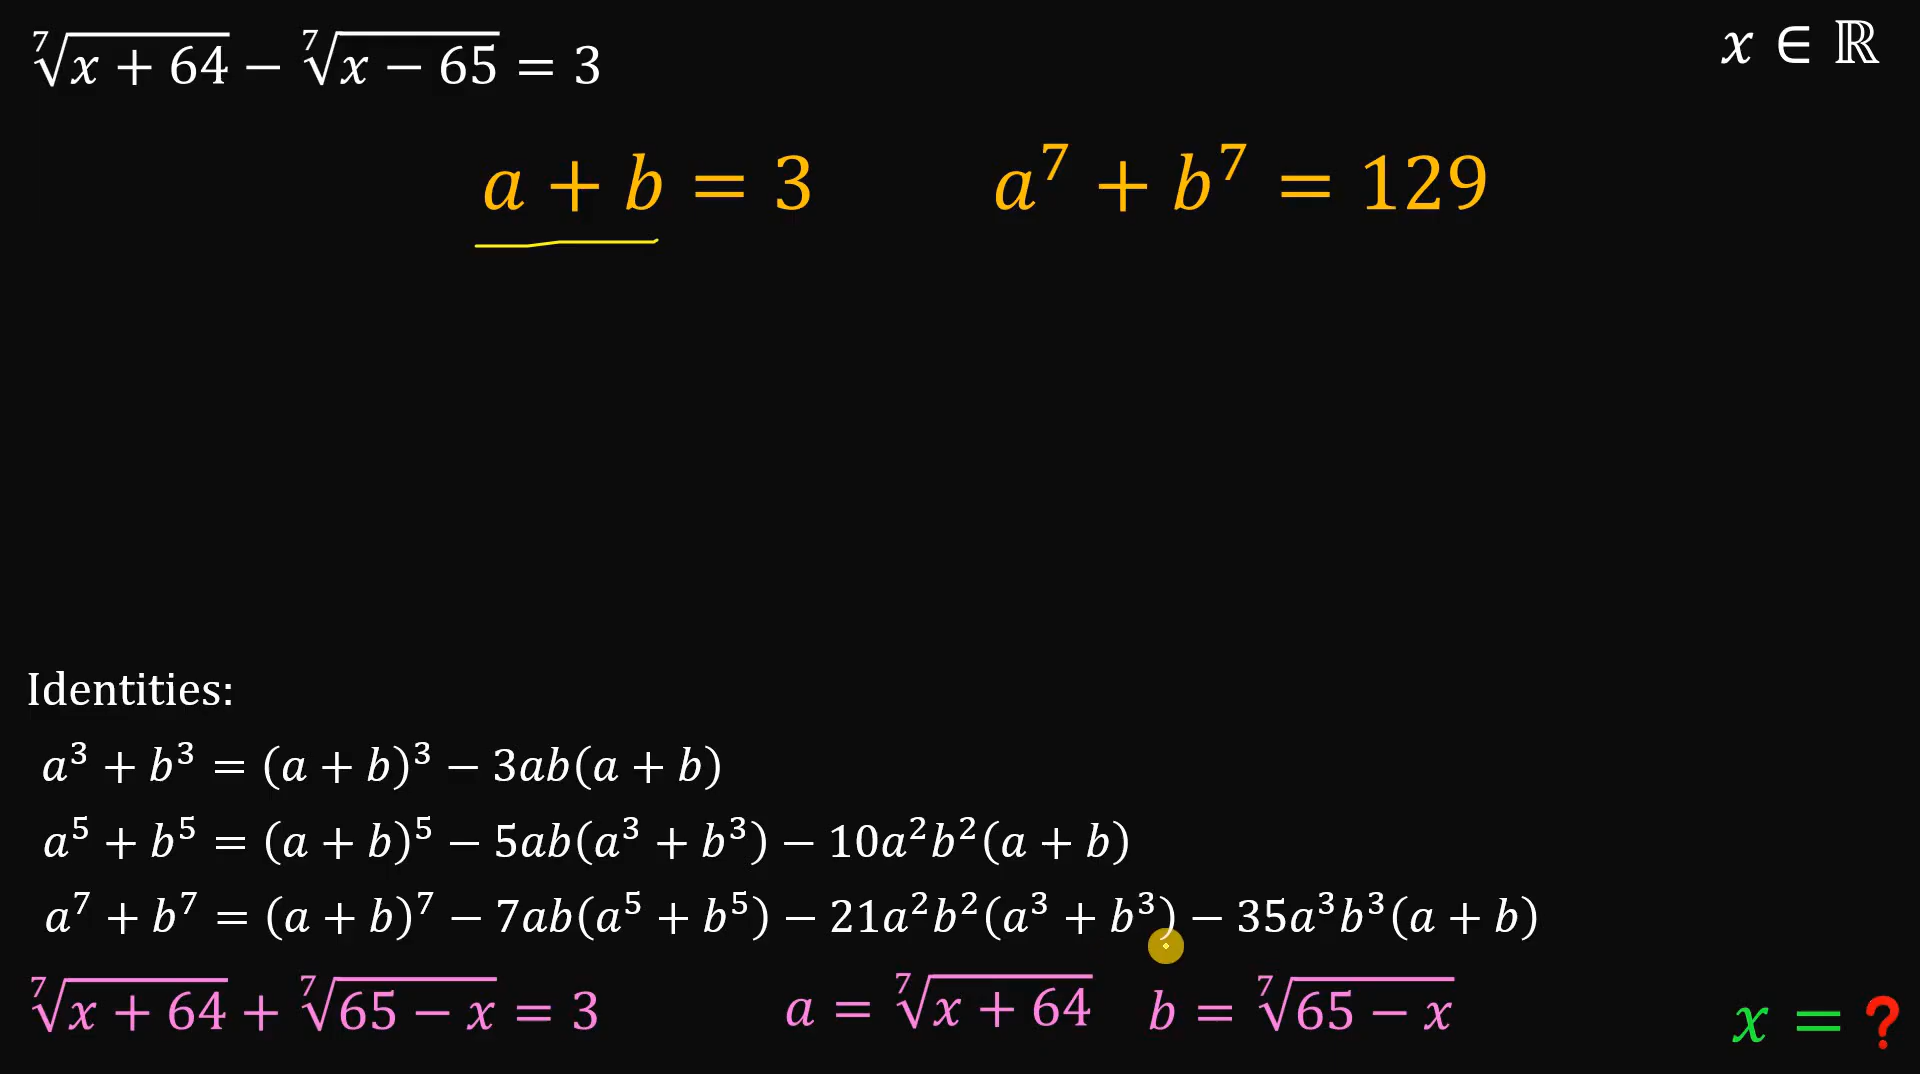 ⁷√(x + 64) − ⁷√(x − 65) = 3
x ∈ ℝ
a + b = 3
a⁷ + b⁷ = 129
Identities:
a³ + b³ = (a + b)³ − 3ab(a + b)
a⁵ + b⁵ = (a + b)⁵ − 5ab(a³ + b³) − 10a²b²(a + b)
a⁷ + b⁷ = (a + b)⁷ − 7ab(a⁵ + b⁵) − 21a²b²(a³ + b³) − 35a³b³(a + b)
⁷√(x + 64) + ⁷√(65 − x) = 3
a = ⁷√(x + 64)
b = ⁷√(65 − x)
x = ?